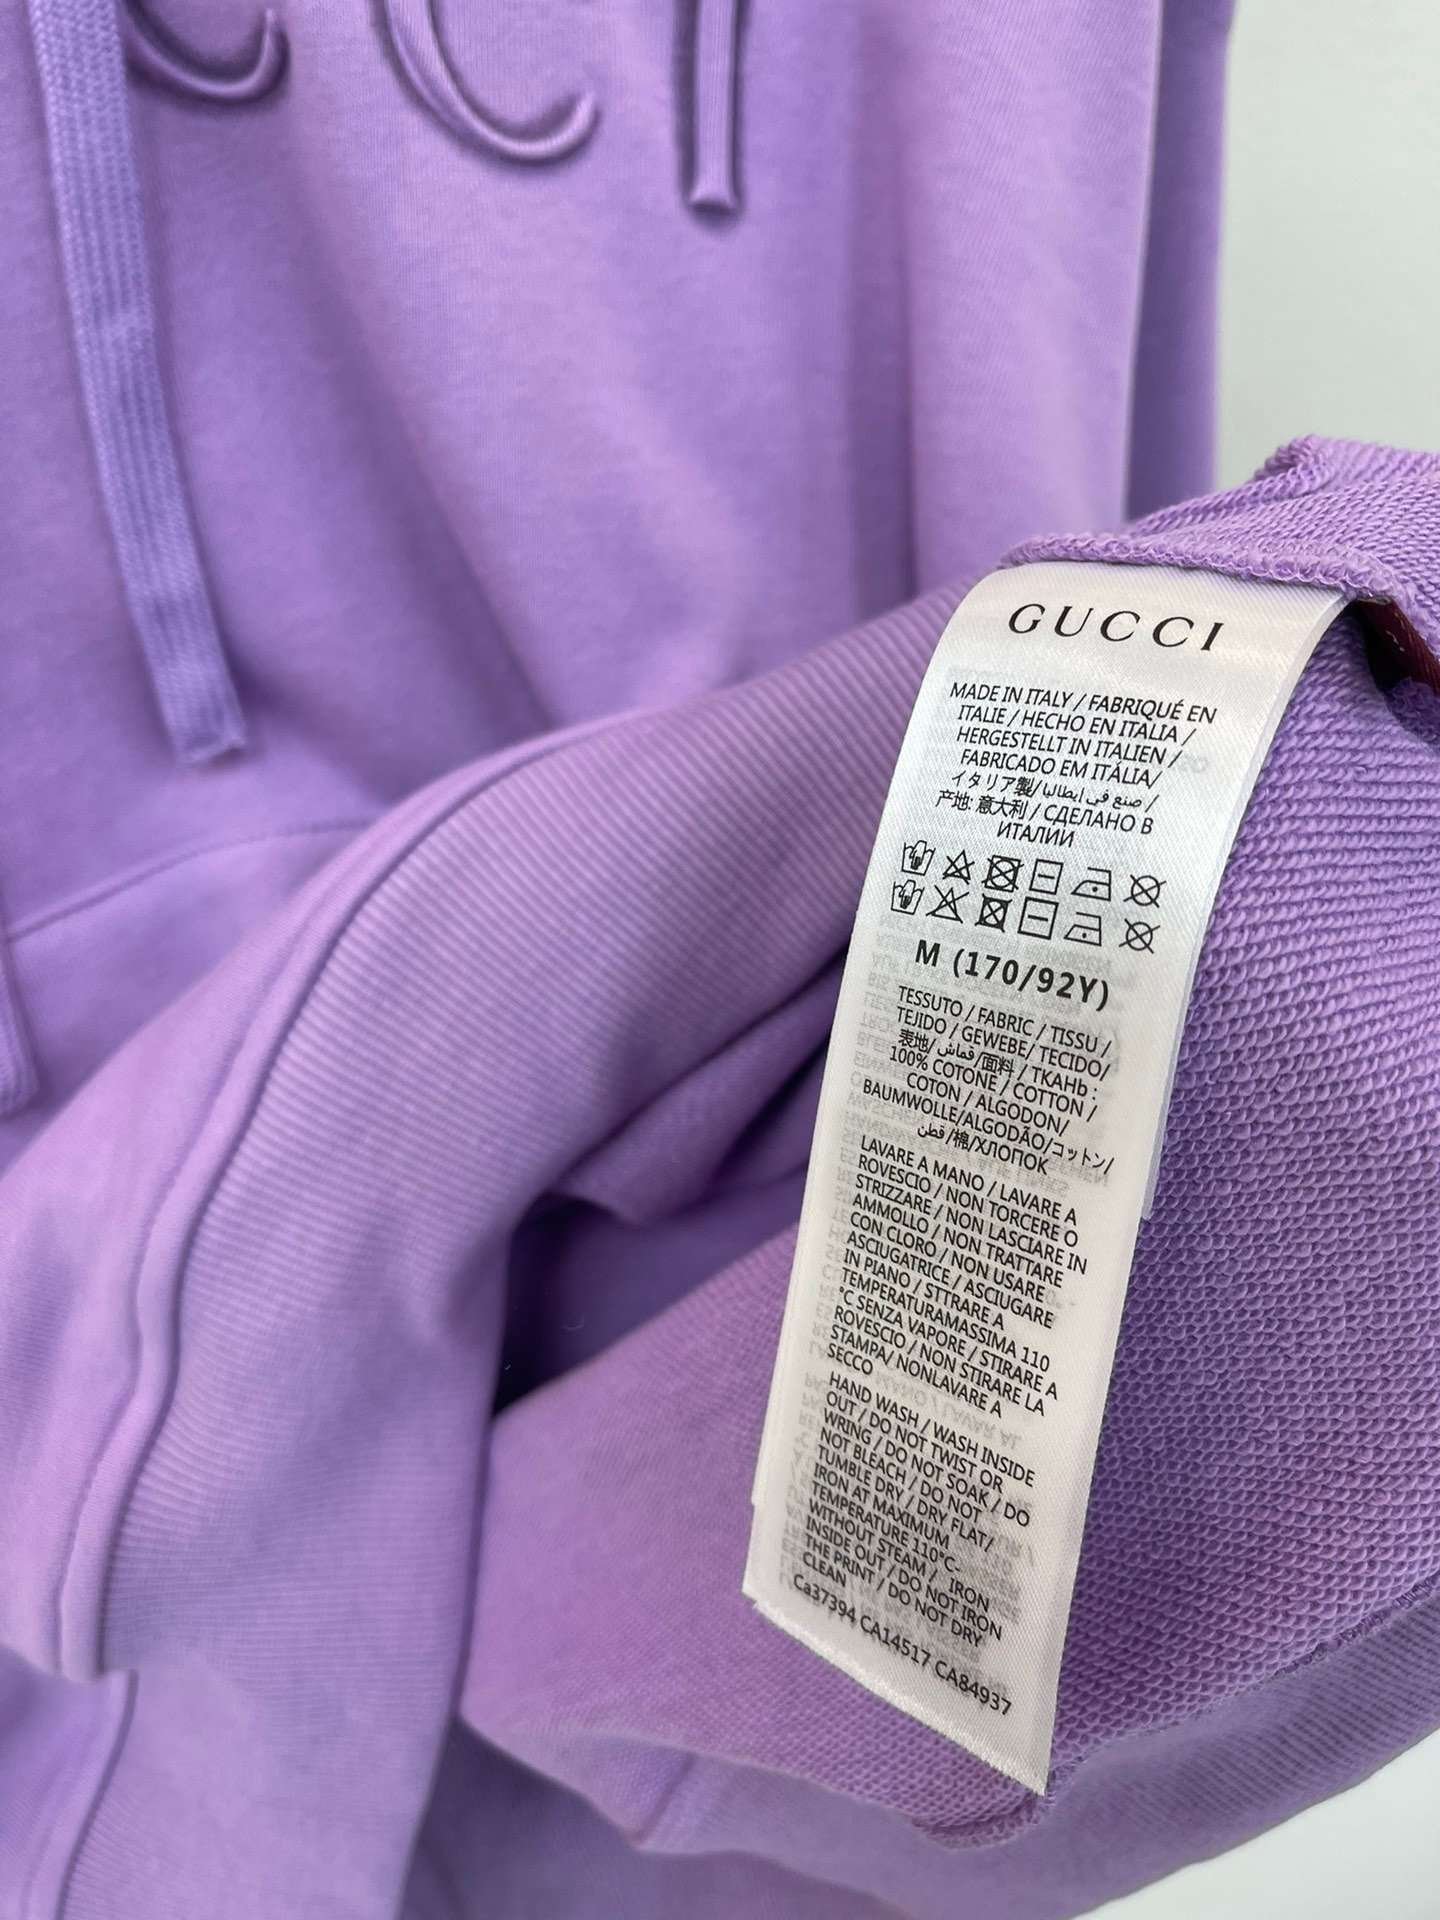 CCI
GUCCI
MADE IN ITALY / FABRIQUÉ EN
ITALIE / HECHO EN ITALIA /
HERGESTELLT IN ITALIEN /
FABRICADO EM ITÁLIA/
イタリア製/ صنع في ايطاليا /
产地: 意大利 / СДЕЛАНО В
ИТАЛИИ
M (170/92Y)
TESSUTO / FABRIC / TISSU /
TEJIDO / GEWEBE/ TECIDO/
表地/ قماش /面料 / TKAHb :
100% COTONE / COTTON /
COTON / ALGODON/
BAUMWOLLE/ALGODÃO/コットン/
قطن /棉/ХЛОПОК
LAVARE A MANO / LAVARE A
ROVESCIO / NON TORCERE O
STRIZZARE / NON LASCIARE IN
AMMOLLO / NON TRATTARE
CON CLORO / NON USARE
ASCIUGATRICE / ASCIUGARE
IN PIANO / STTRARE A
TEMPERATURAMASSIMA 110
°C SENZA VAPORE / STIRARE A
ROVESCIO / NON STIRARE LA
STAMPA/ NONLAVARE A
SECCO
HAND WASH / WASH INSIDE
OUT / DO NOT TWIST OR
WRING / DO NOT SOAK / DO
NOT BLEACH / DO NOT
TUMBLE DRY / DRY FLAT/
IRON AT MAXIMUM
TEMPERATURE 110°C-
WITHOUT STEAM / IRON
INSIDE OUT / DO NOT IRON
THE PRINT / DO NOT DRY
CLEAN
Ca37394 CA14517 CA84937